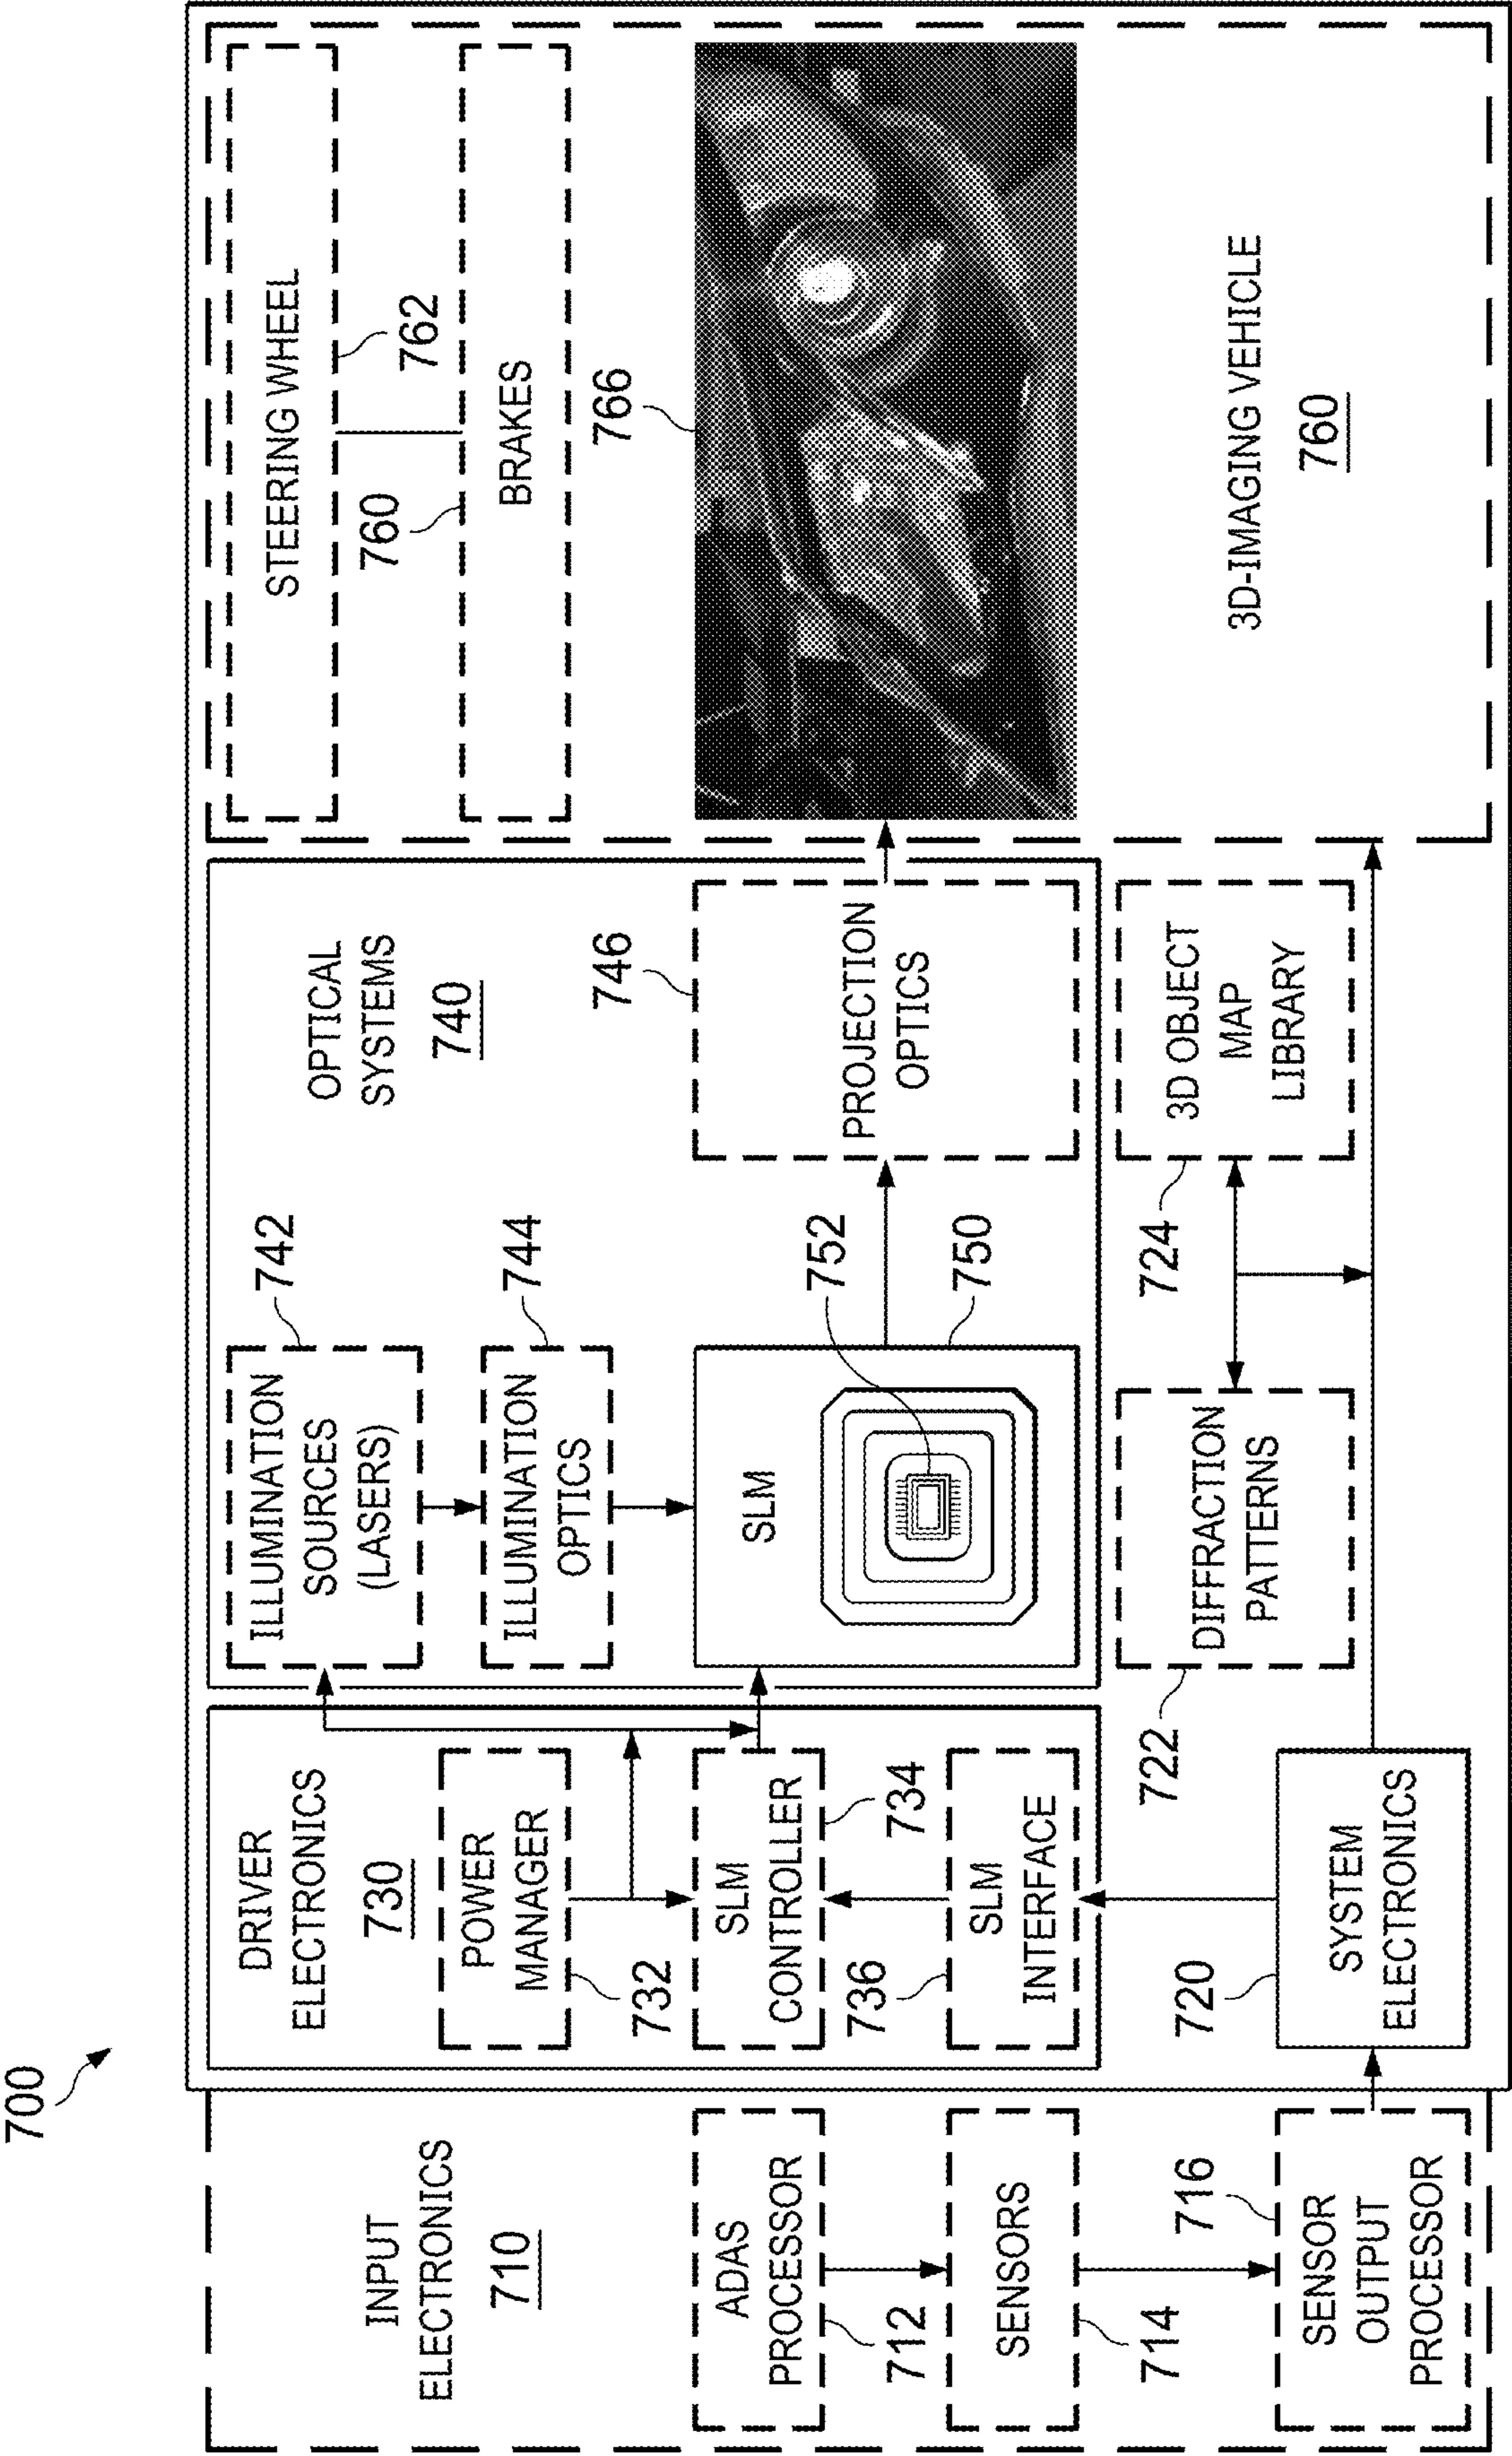 700
INPUT
ELECTRONICS
710
ADAS
PROCESSOR
712
SENSORS
714
716
SENSOR
OUTPUT
PROCESSOR
DRIVER
ELECTRONICS
730
POWER
MANAGER
732
SLM
CONTROLLER
734
736
SLM
INTERFACE
720
SYSTEM
ELECTRONICS
OPTICAL
SYSTEMS
740
ILLUMINATION
SOURCES
(LASERS)
742
ILLUMINATION
OPTICS
744
SLM
752
750
746
PROJECTION
OPTICS
DIFFRACTION
PATTERNS
722
724
3D OBJECT
MAP
LIBRARY
STEERING WHEEL
762
760
BRAKES
766
3D-IMAGING VEHICLE
760